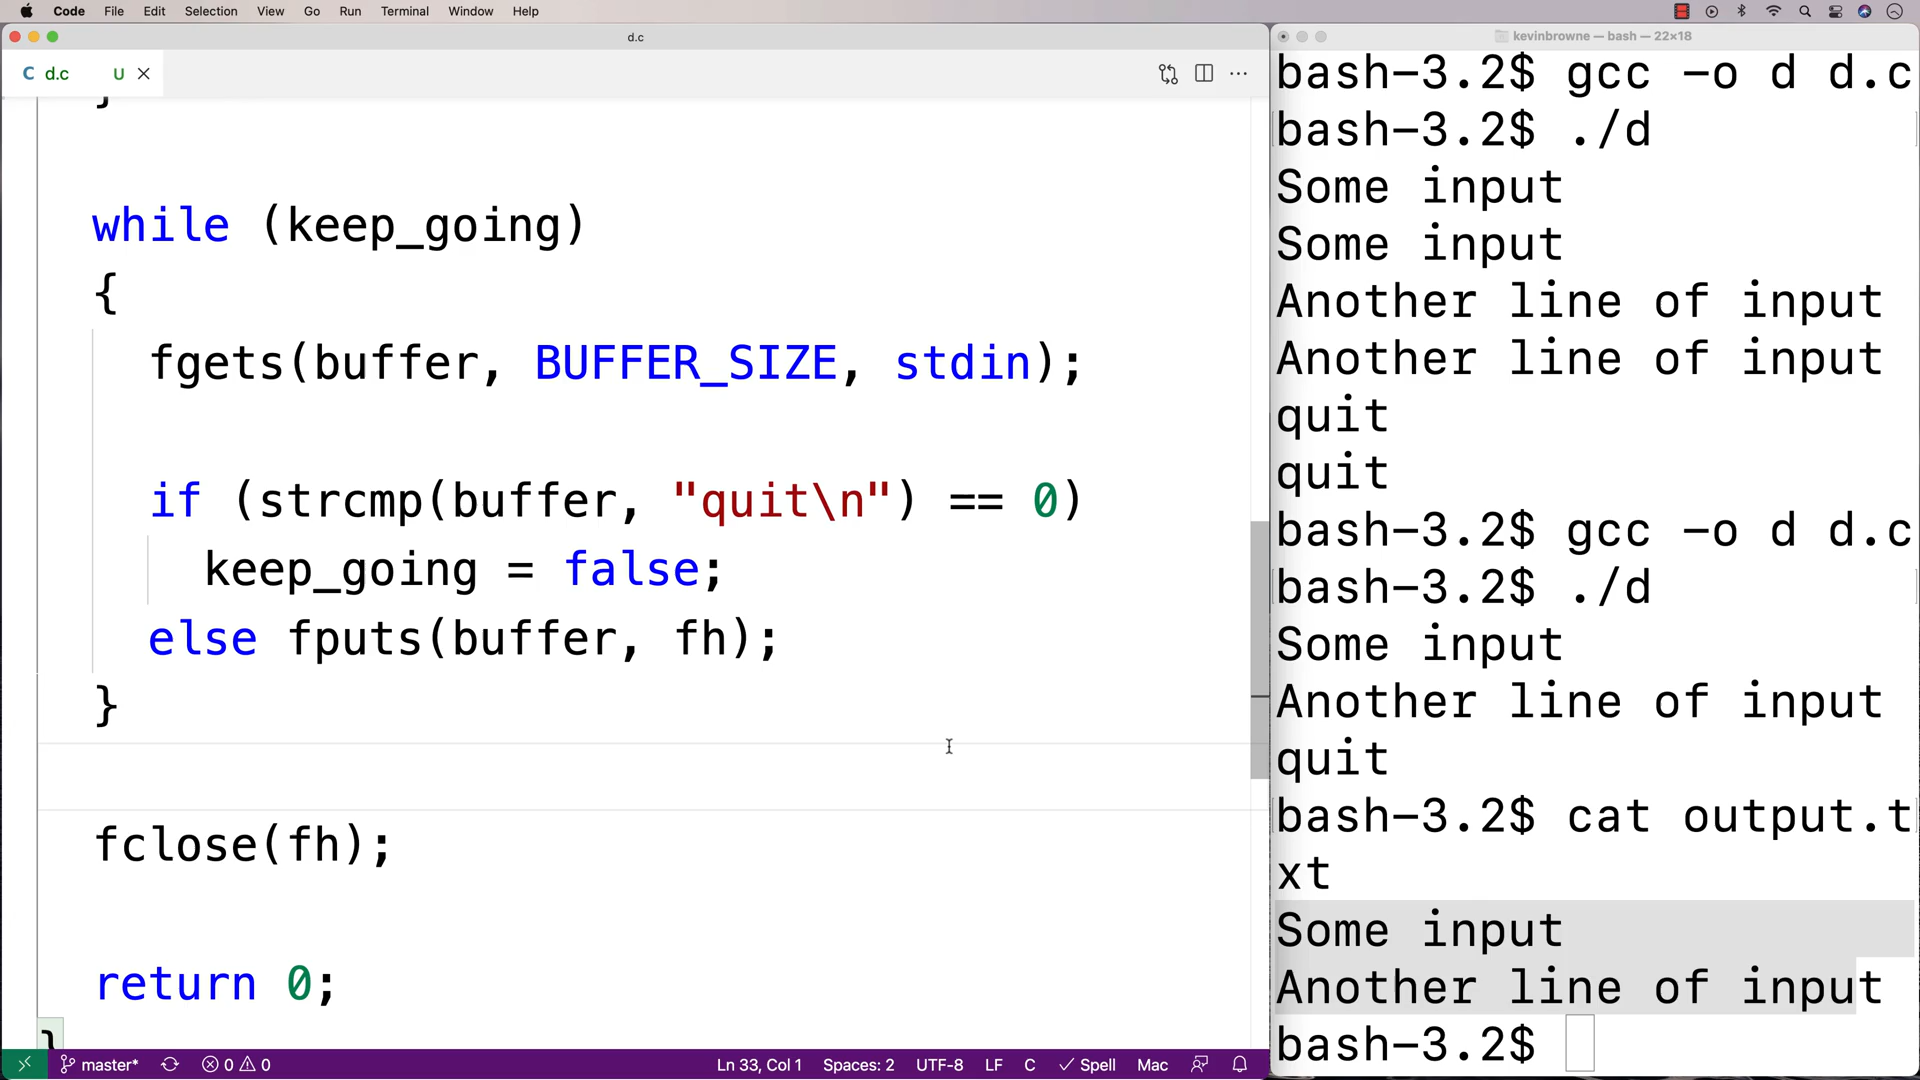 Code File Edit Selection View Go Run Terminal Window Help
d.c
C d.c U
}
while (keep_going)
{
fgets(buffer, BUFFER_SIZE, stdin);
if (strcmp(buffer, "quit\n") == 0)
keep_going = false;
else fputs(buffer, fh);
}
fclose(fh);
return 0;
}
master* 0 0 Ln 33, Col 1 Spaces: 2 UTF-8 LF C Spell Mac
kevinbrowne — bash — 22×18
bash-3.2$ gcc -o d d.c
bash-3.2$ ./d
Some input
Some input
Another line of input
Another line of input
quit
quit
bash-3.2$ gcc -o d d.c
bash-3.2$ ./d
Some input
Another line of input
quit
bash-3.2$ cat output.t
xt
Some input
Another line of input
bash-3.2$